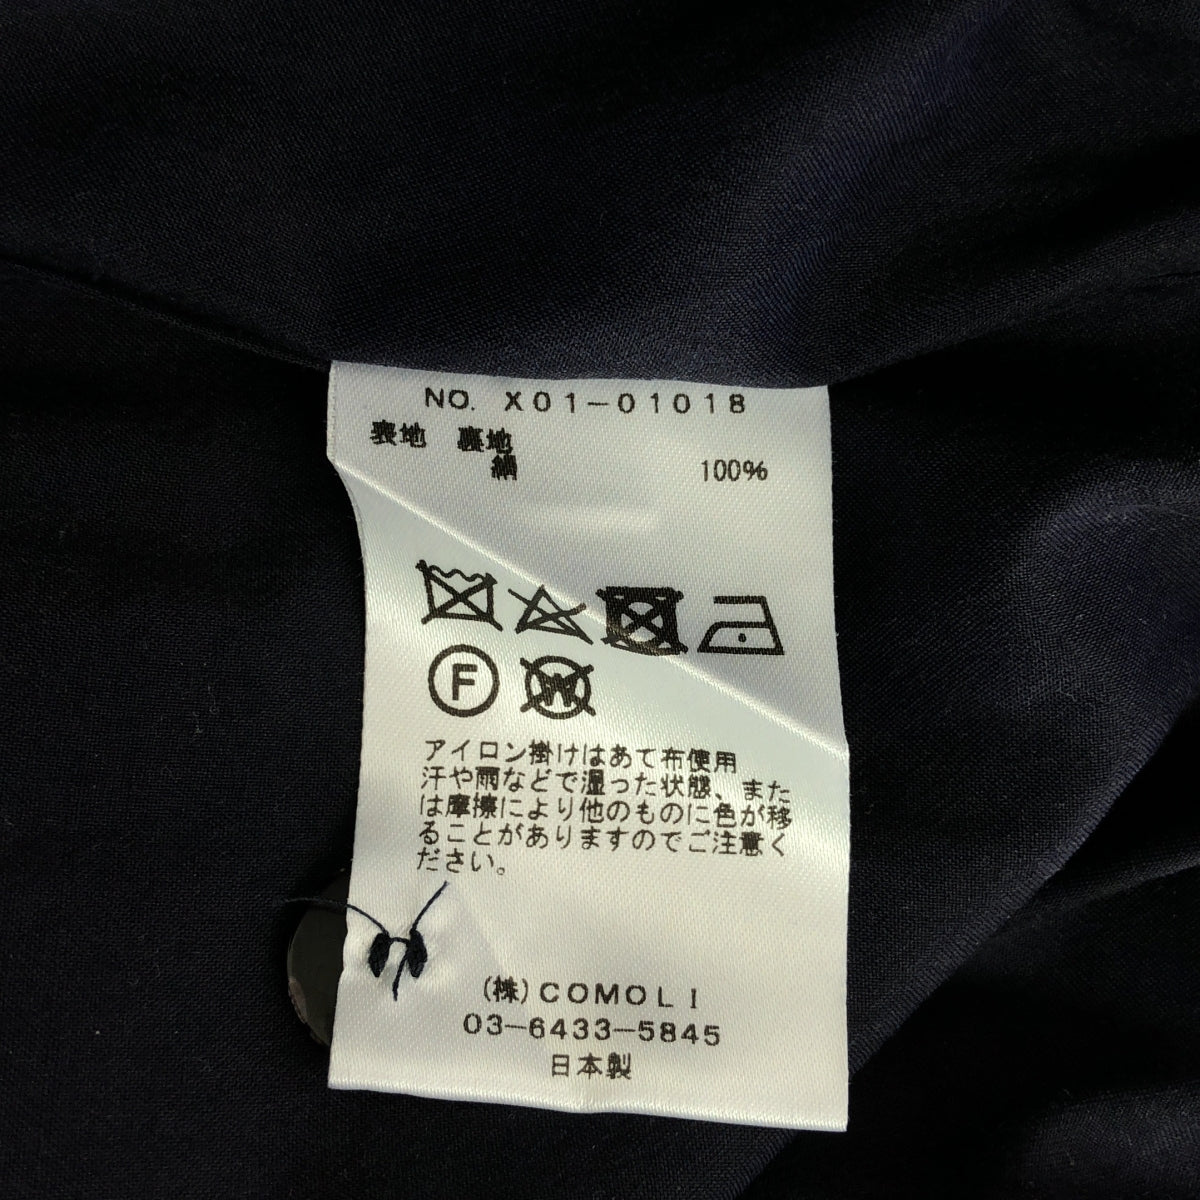 NO. X01-01018
表地 裏地
絹 100%
F
W
アイロン掛けはあて布使用
汗や雨などで湿った状態、また
は摩擦により他のものに色が移
ることがありますのでご注意く
ださい。
(株)COMOLI
03-6433-5845
日本製